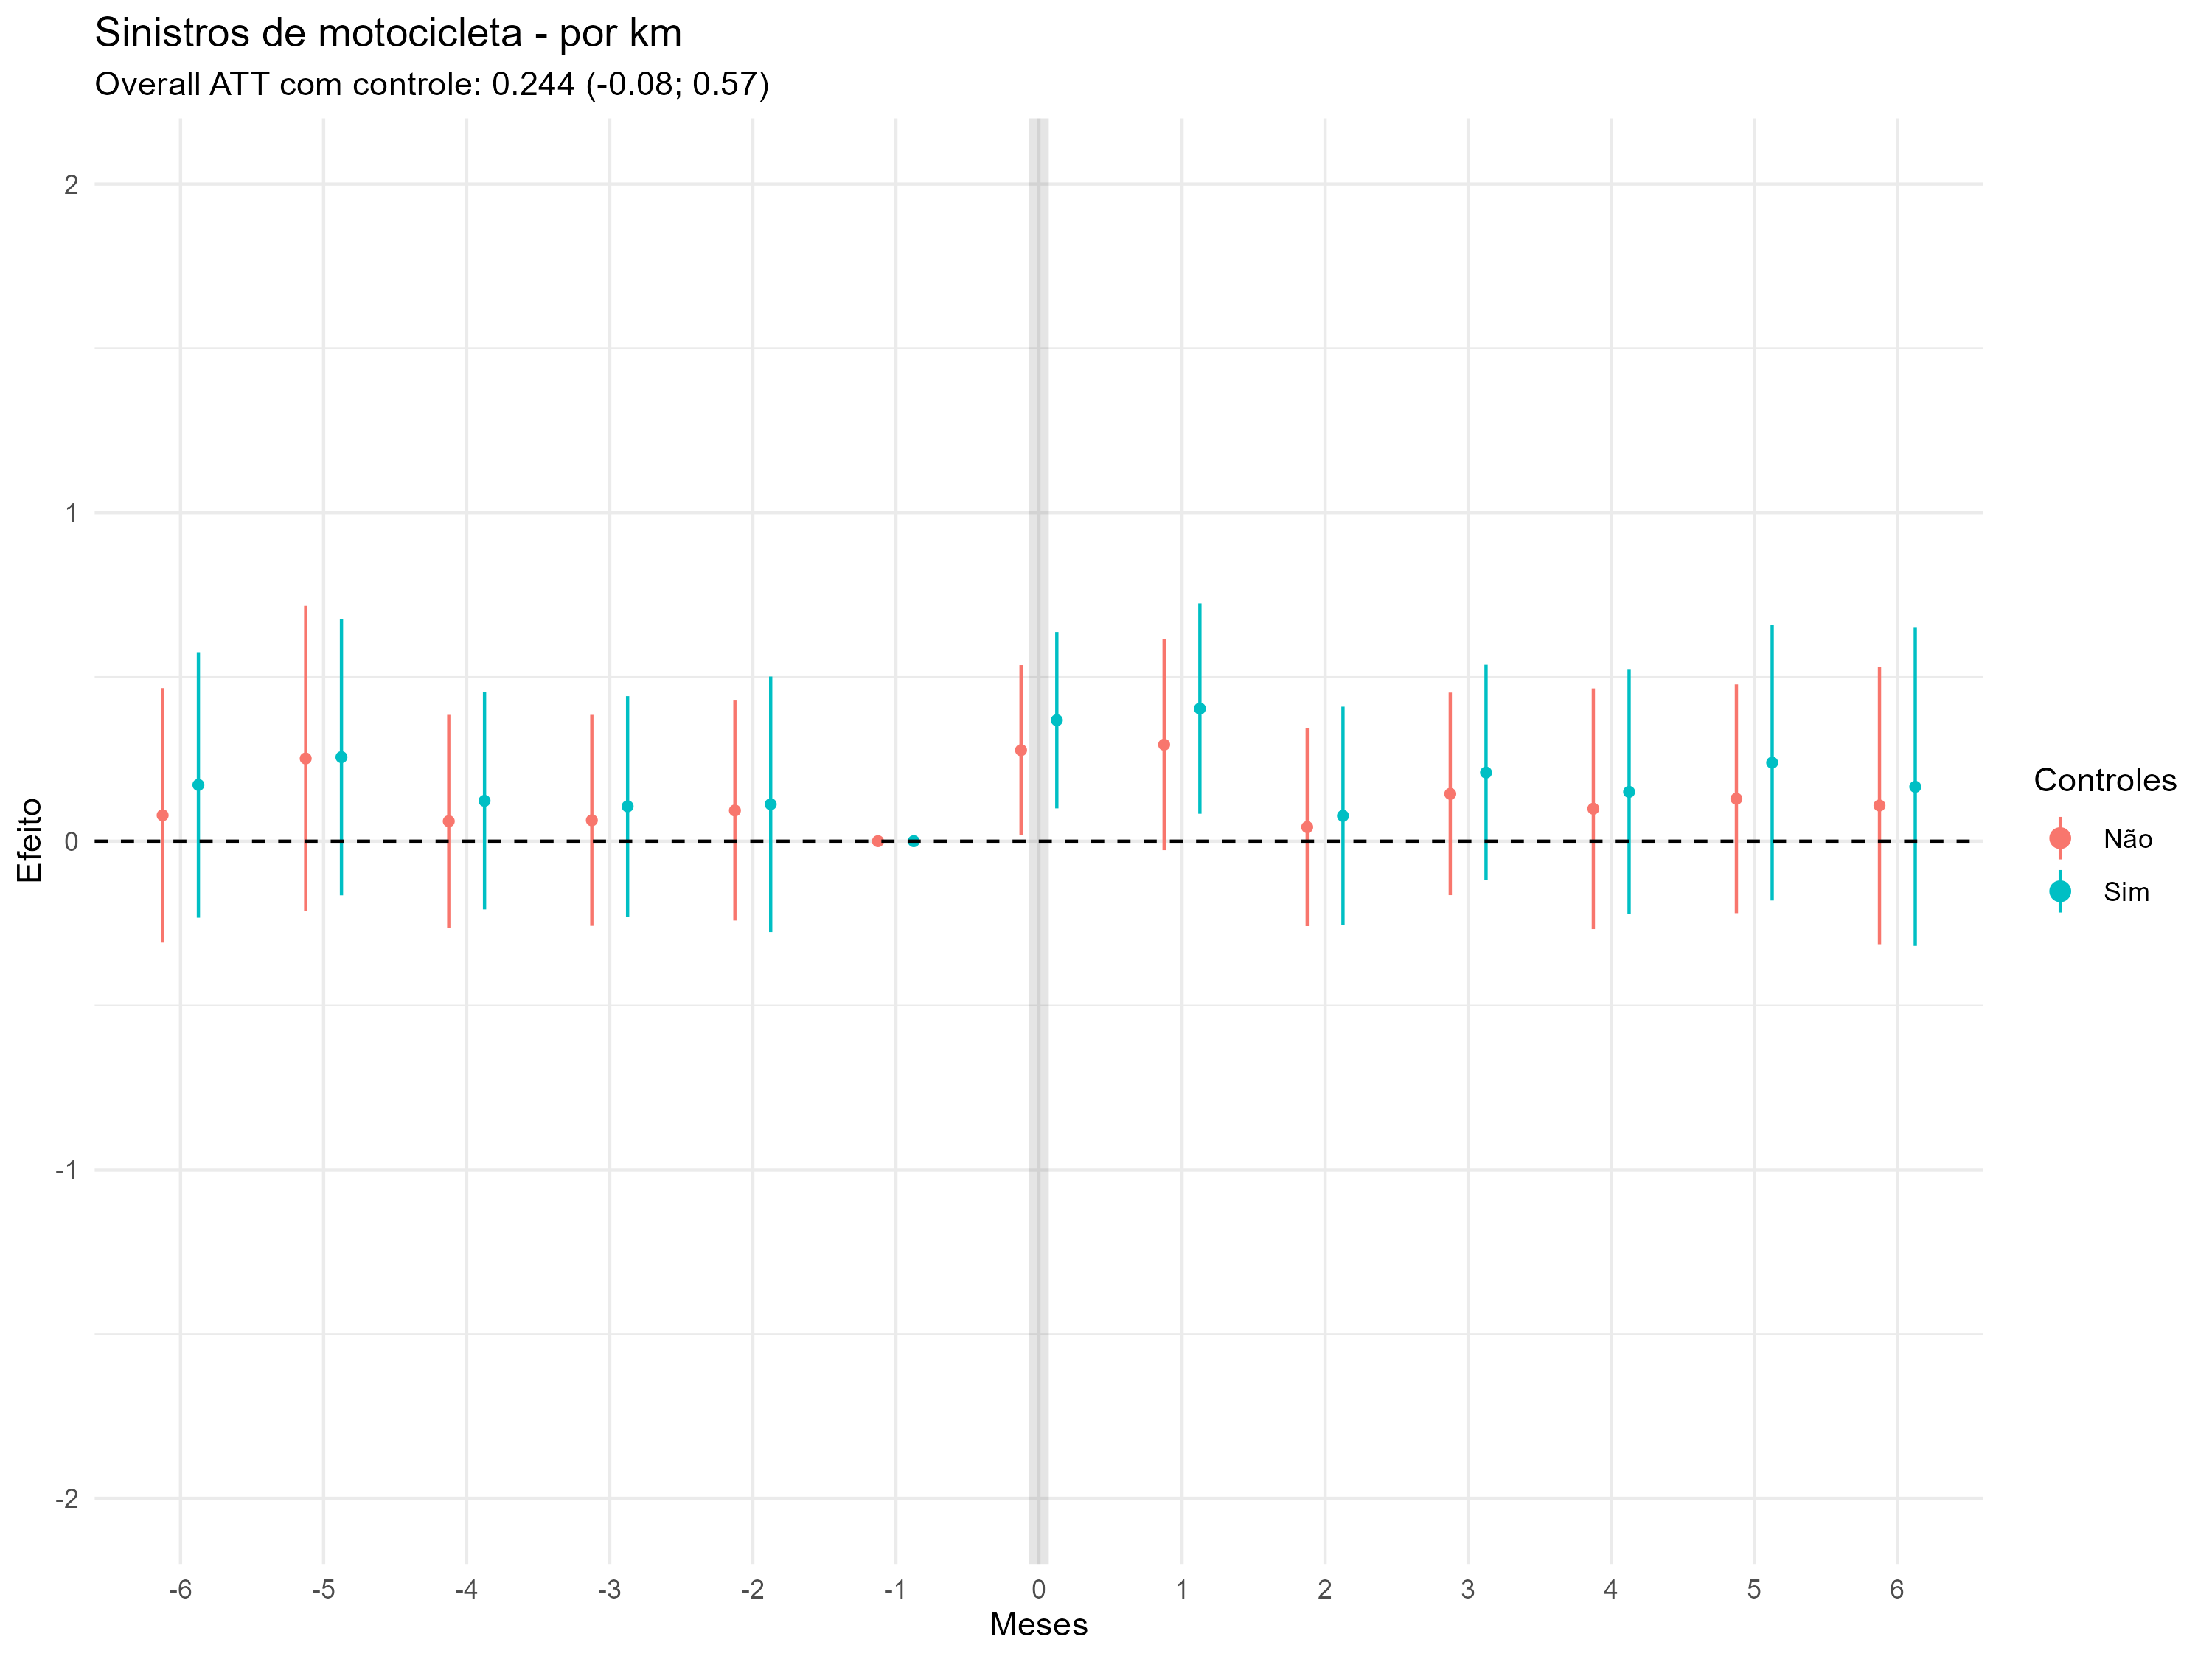 Sinistros de motocicleta - por km
Overall ATT com controle: 0.244 (-0.08; 0.57)
Efeito
2
1
0
-1
-2
-6 -5 -4 -3 -2 -1 0 1 2 3 4 5 6
Meses
Controles
Não
Sim